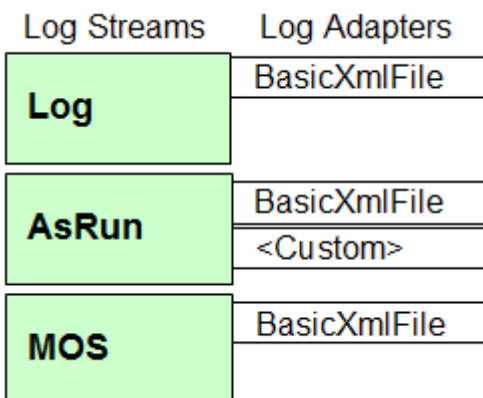 Log Streams Log Adapters
Log BasicXmlFile
AsRun BasicXmlFile
<Custom>
MOS BasicXmlFile